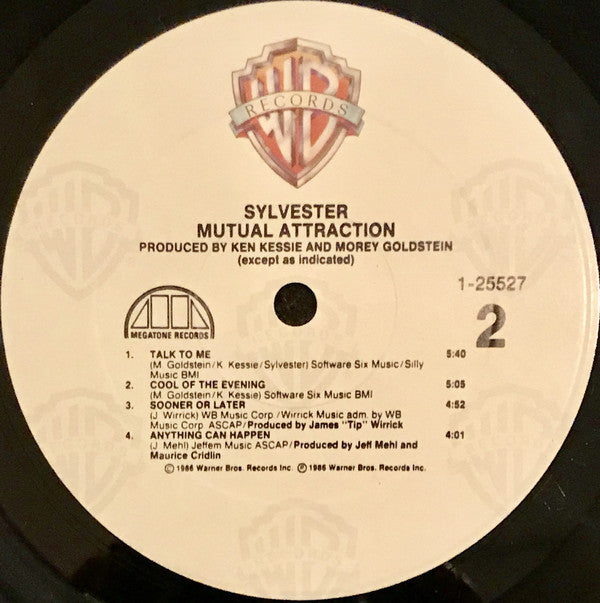 WB
RECORDS
SYLVESTER
MUTUAL ATTRACTION
PRODUCED BY KEN KESSIE AND MOREY GOLDSTEIN
(except as indicated)
1-25527
2
MEGATONE RECORDS
1. TALK TO ME 5:40
(M. Goldstein/K. Kessie/Sylvester) Software Six Music/Silly
Music BMI
2. COOL OF THE EVENING 5:05
(M. Goldstein/K. Kessie) Software Six Music BMI
3. SOONER OR LATER 4:52
(J. Wirrick) WB Music Corp./Wirrick Music adm. by WB
Music Corp. ASCAP/Produced by James "Tip" Wirrick
4. ANYTHING CAN HAPPEN 4:01
(J. Mehl) Jeffem Music ASCAP/Produced by Jeff Mehl and
Maurice Cridlin
© 1986 Warner Bros. Records Inc. ℗ 1986 Warner Bros. Records Inc.